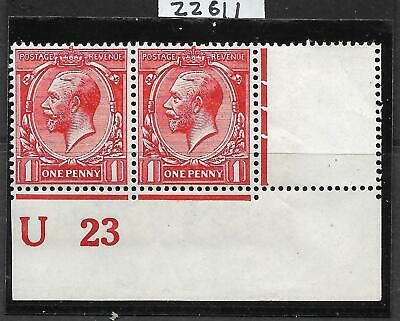 22611
POSTAGE REVENUE POSTAGE REVENUE
1 ONE PENNY 1 1 ONE PENNY 1
U 23